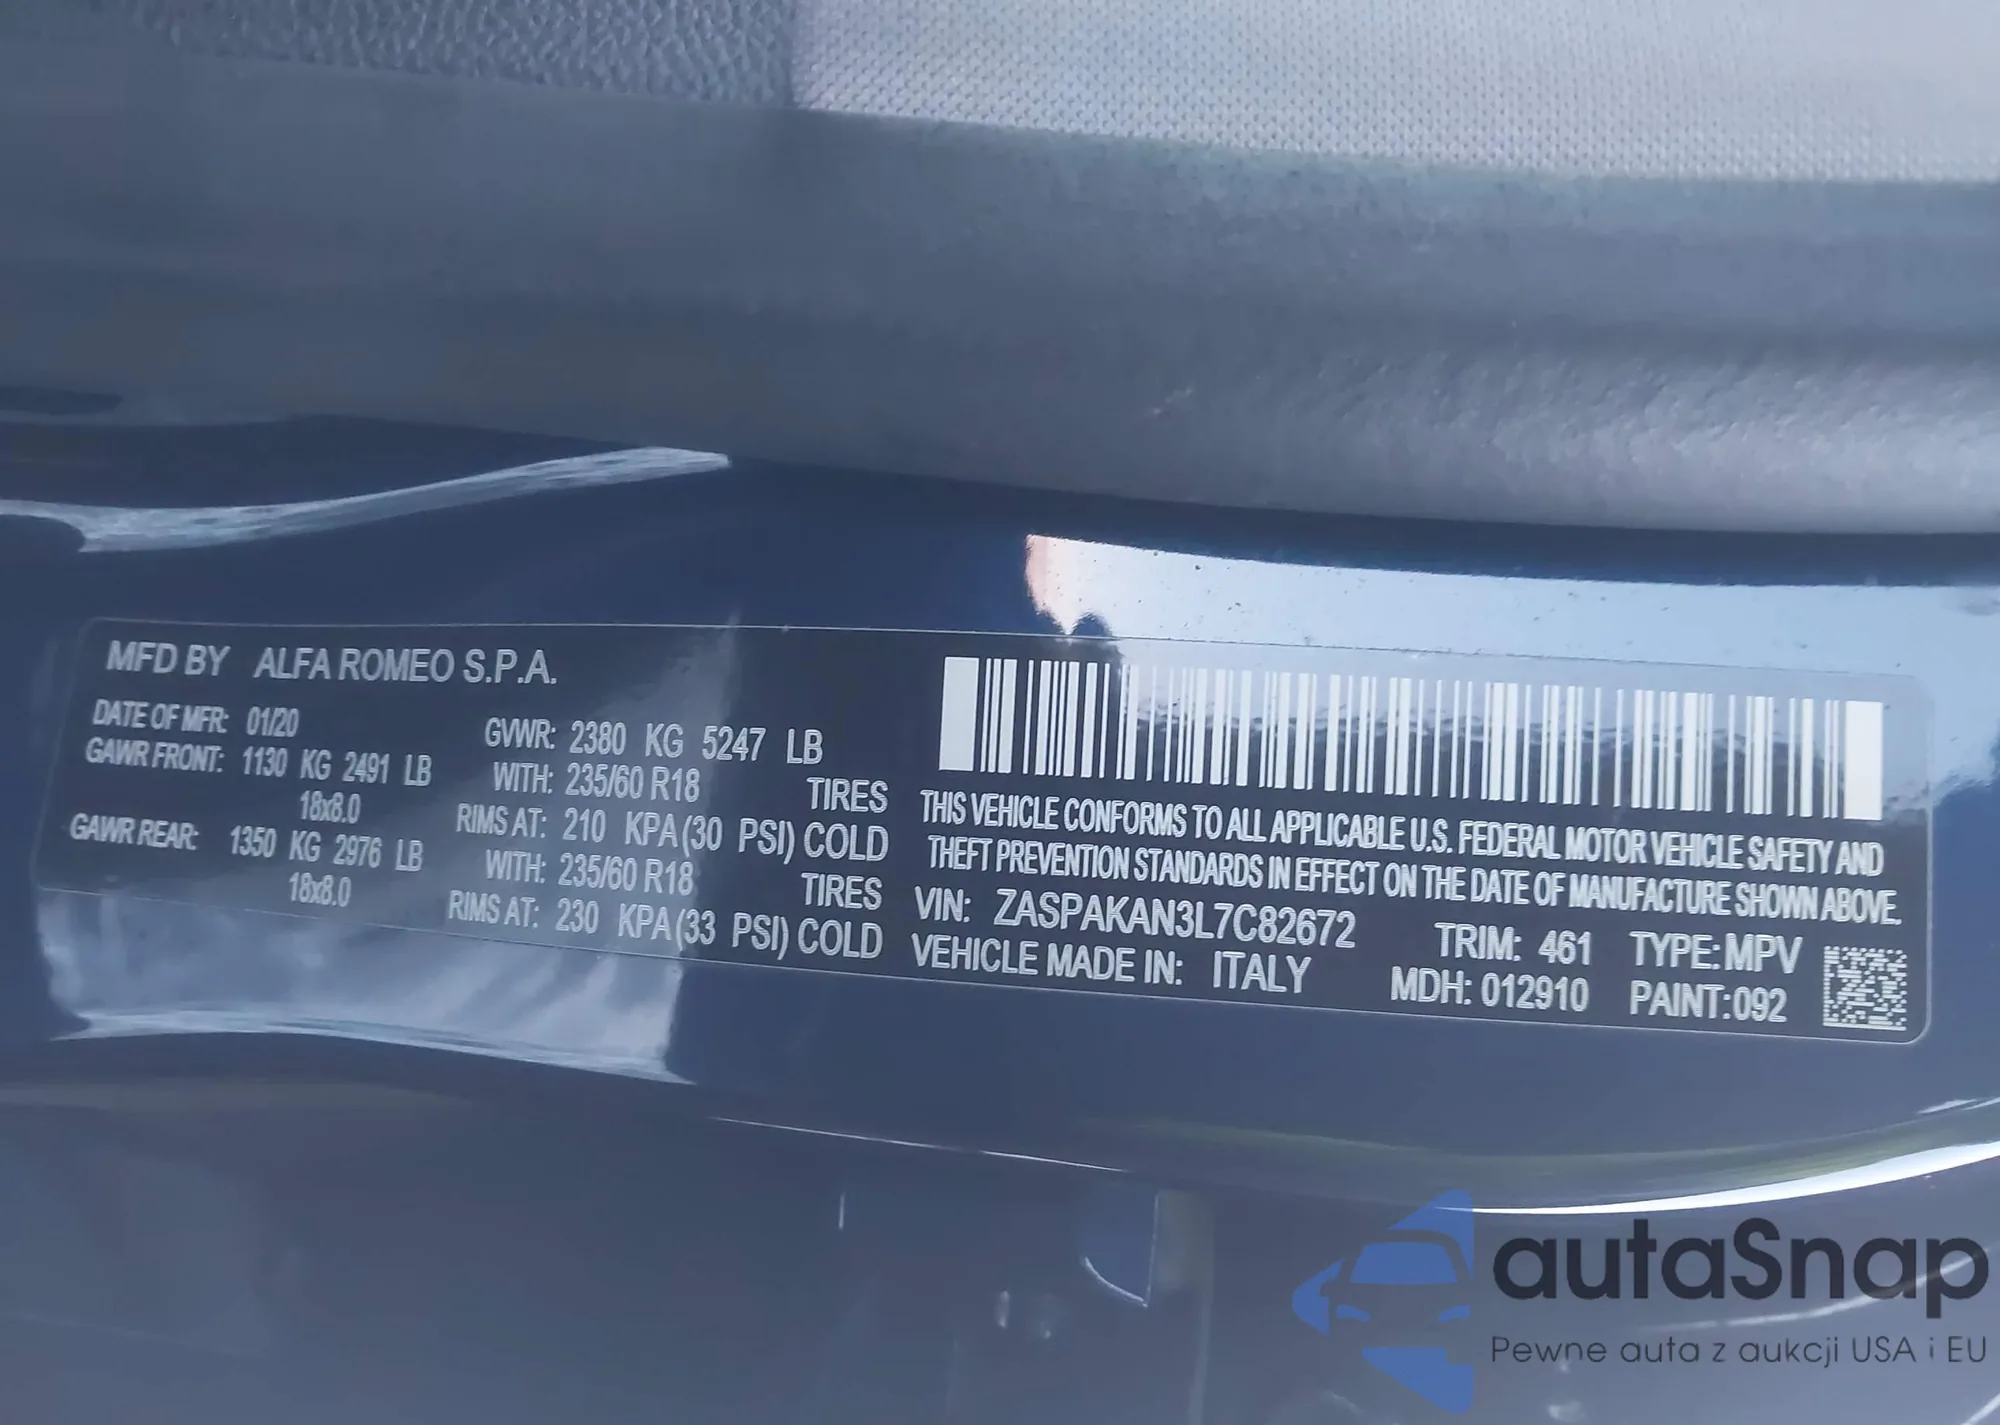 MFD BY ALFA ROMEO S.P.A.
DATE OF MFR: 01/20 GVWR: 2380 KG 5247 LB
GAWR FRONT: 1130 KG 2491 LB WITH: 235/60 R18 TIRES
18x8.0 RIMS AT: 210 KPA (30 PSI) COLD
GAWR REAR: 1350 KG 2976 LB WITH: 235/60 R18 TIRES
18x8.0 RIMS AT: 230 KPA (33 PSI) COLD
THIS VEHICLE CONFORMS TO ALL APPLICABLE U.S. FEDERAL MOTOR VEHICLE SAFETY AND
THEFT PREVENTION STANDARDS IN EFFECT ON THE DATE OF MANUFACTURE SHOWN ABOVE.
VIN: ZASPAKAN3L7C82672 TRIM: 461 TYPE: MPV
VEHICLE MADE IN: ITALY MDH: 012910 PAINT: 092
autaSnap
Pewne auta z aukcji USA i EU